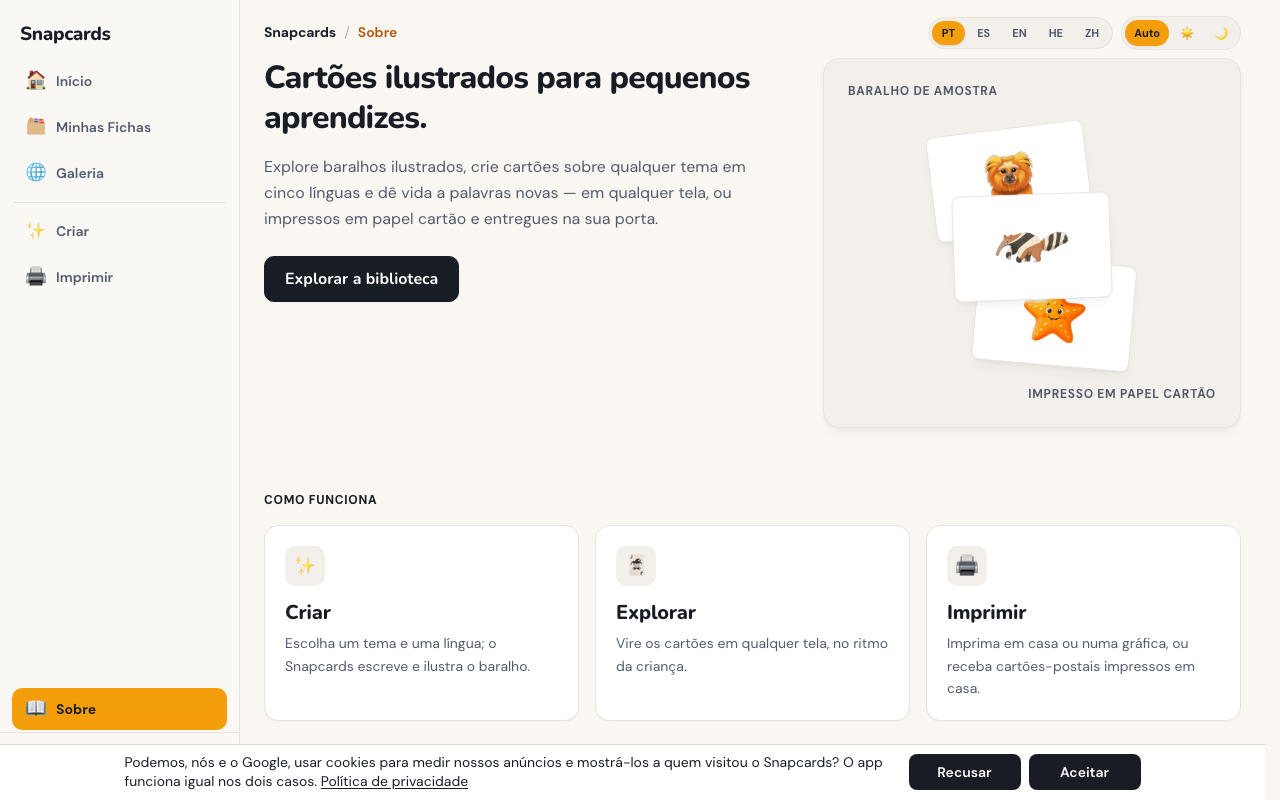 Snapcards
Início
Minhas Fichas
Galeria
Criar
Imprimir
Sobre
Snapcards / Sobre
PT ES EN HE ZH
Auto
Cartões ilustrados para pequenos
aprendizes.
Explore baralhos ilustrados, crie cartões sobre qualquer tema em
cinco línguas e dê vida a palavras novas — em qualquer tela, ou
impressos em papel cartão e entregues na sua porta.
Explorar a biblioteca
BARALHO DE AMOSTRA
IMPRESSO EM PAPEL CARTÃO
COMO FUNCIONA
Criar
Escolha um tema e uma língua; o
Snapcards escreve e ilustra o baralho.
Explorar
Vire os cartões em qualquer tela, no ritmo
da criança.
Imprimir
Imprima em casa ou numa gráfica, ou
receba cartões-postais impressos em
casa.
Podemos, nós e o Google, usar cookies para medir nossos anúncios e mostrá-los a quem visitou o Snapcards? O app
funciona igual nos dois casos. Política de privacidade
Recusar
Aceitar